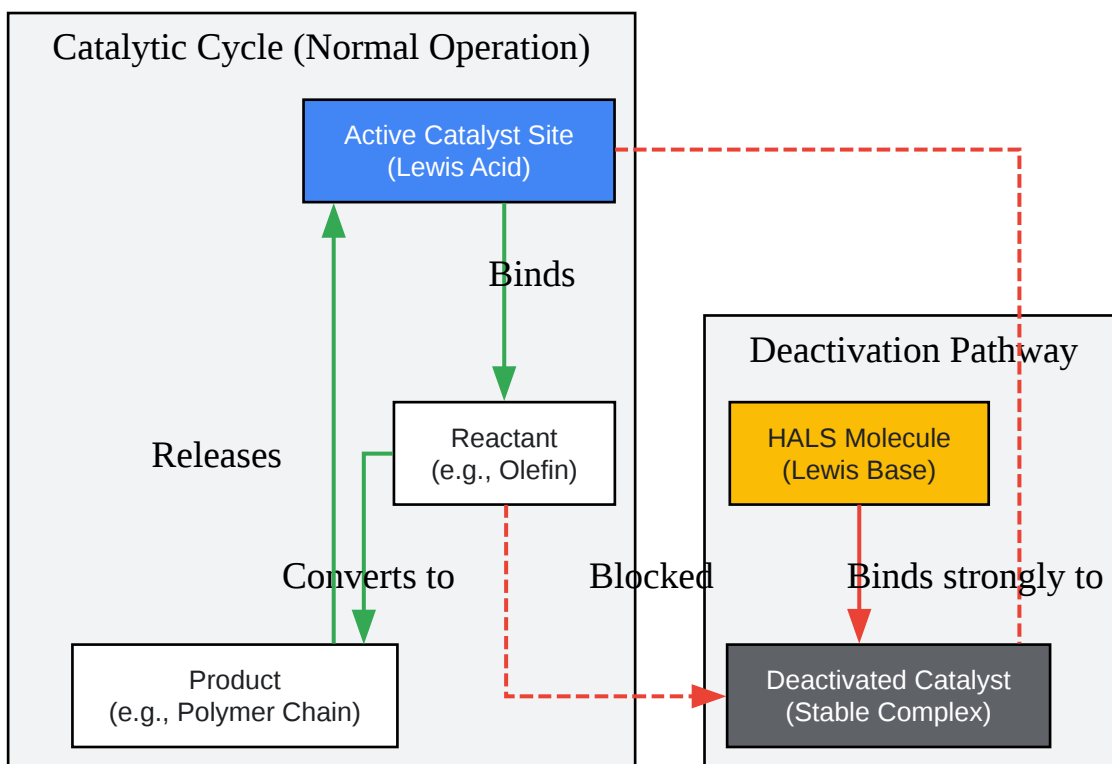 Catalytic Cycle (Normal Operation)
Active Catalyst Site
(Lewis Acid)
Binds
Deactivation Pathway
Reactant
(e.g., Olefin)
HALS Molecule
(Lewis Base)
Releases
Converts to
Blocked
Binds strongly to
Product
(e.g., Polymer Chain)
Deactivated Catalyst
(Stable Complex)